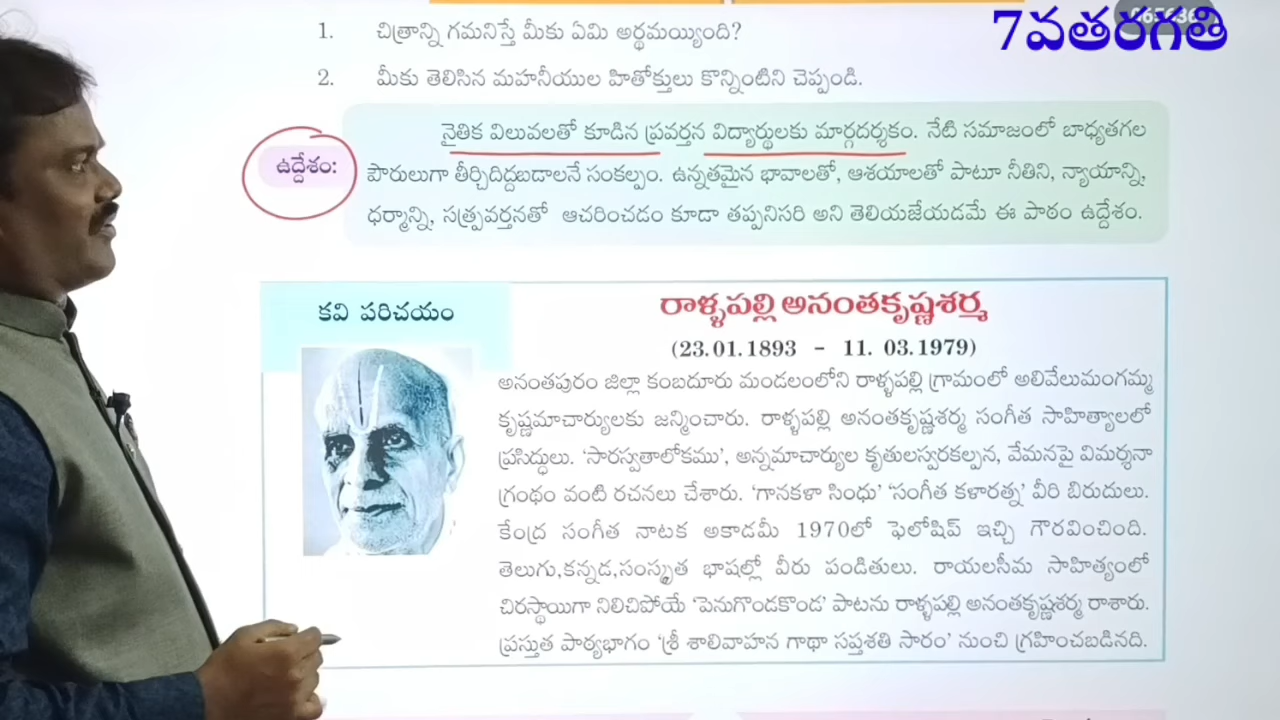 7వతరగతి
1. చిత్రాన్ని గమనిస్తే మీకు ఏమి అర్థమయ్యింది?
2. మీకు తెలిసిన మహనీయుల హితోక్తులు కొన్నింటిని చెప్పండి.
ఉద్దేశం:
నైతిక విలువలతో కూడిన ప్రవర్తన విద్యార్థులకు మార్గదర్శకం. నేటి సమాజంలో బాధ్యతగల
పౌరులుగా తీర్చిదిద్దబడాలనే సంకల్పం. ఉన్నతమైన భావాలతో, ఆశయాలతో పాటూ నీతిని, న్యాయాన్ని,
ధర్మాన్ని, సత్ప్రవర్తనతో ఆచరించడం కూడా తప్పనిసరి అని తెలియజేయడమే ఈ పాఠం ఉద్దేశం.
కవి పరిచయం
రాళ్ళపల్లి అనంతకృష్ణశర్మ
(23.01.1893 - 11. 03.1979)
అనంతపురం జిల్లా కంబదూరు మండలంలోని రాళ్ళపల్లి గ్రామంలో అలివేలుమంగమ్మ
కృష్ణమాచార్యులకు జన్మించారు. రాళ్ళపల్లి అనంతకృష్ణశర్మ సంగీత సాహిత్యాలలో
ప్రసిద్ధులు. 'సారస్వతాలోకము', అన్నమాచార్యుల కృతులస్వరకల్పన, వేమనపై విమర్శనా
గ్రంథం వంటి రచనలు చేశారు. 'గానకళా సింధు' 'సంగీత కళారత్న' వీరి బిరుదులు.
కేంద్ర సంగీత నాటక అకాడమీ 1970లో ఫెలోషిప్ ఇచ్చి గౌరవించింది.
తెలుగు,కన్నడ,సంస్కృత భాషల్లో వీరు పండితులు. రాయలసీమ సాహిత్యంలో
చిరస్థాయిగా నిలిచిపోయే 'పెనుగొండకొండ' పాటను రాళ్ళపల్లి అనంతకృష్ణశర్మ రాశారు.
ప్రస్తుత పాఠ్యభాగం 'శ్రీ శాలివాహన గాథా సప్తశతి సారం' నుంచి గ్రహించబడినది.